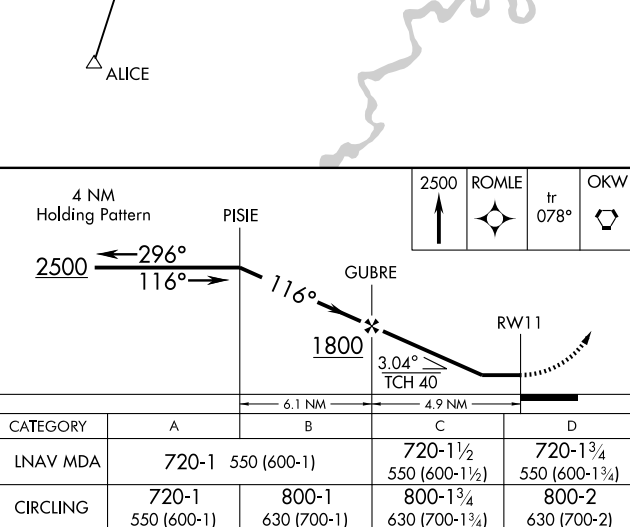 ALICE
4 NM
Holding Pattern
PISIE
2500
ROMLE
tr
078°
OKW
2500
296°
116°
116°
GUBRE
1800
3.04°
TCH 40
RW11
6.1 NM
4.9 NM
CATEGORY A B C D
LNAV MDA 720-1 550 (600-1) 720-1½ 720-1¾
550 (600-1½) 550 (600-1¾)
CIRCLING 720-1 800-1 800-1¾ 800-2
550 (600-1) 630 (700-1) 630 (700-1¾) 630 (700-2)